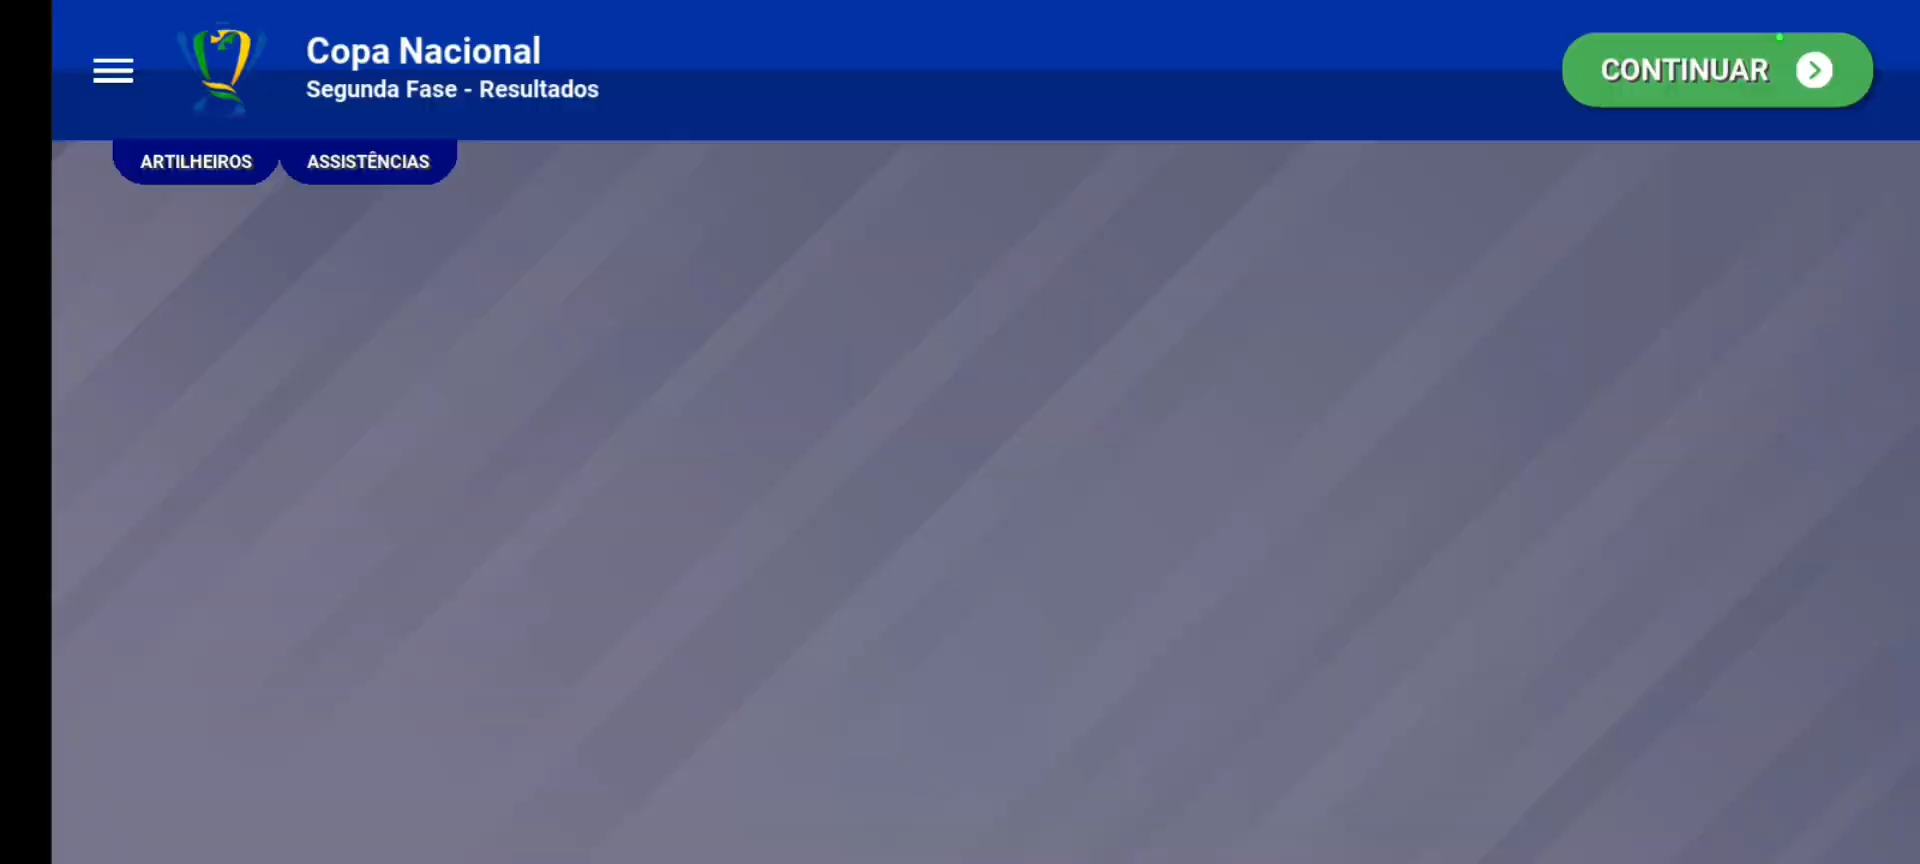 Copa Nacional
Segunda Fase - Resultados
CONTINUAR
ARTILHEIROS
ASSISTÊNCIAS